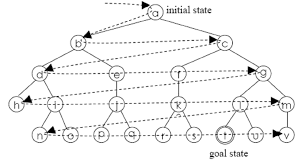 a initial state
b c
d e f g
h i j k l m
n o p q r s t u v
goal state